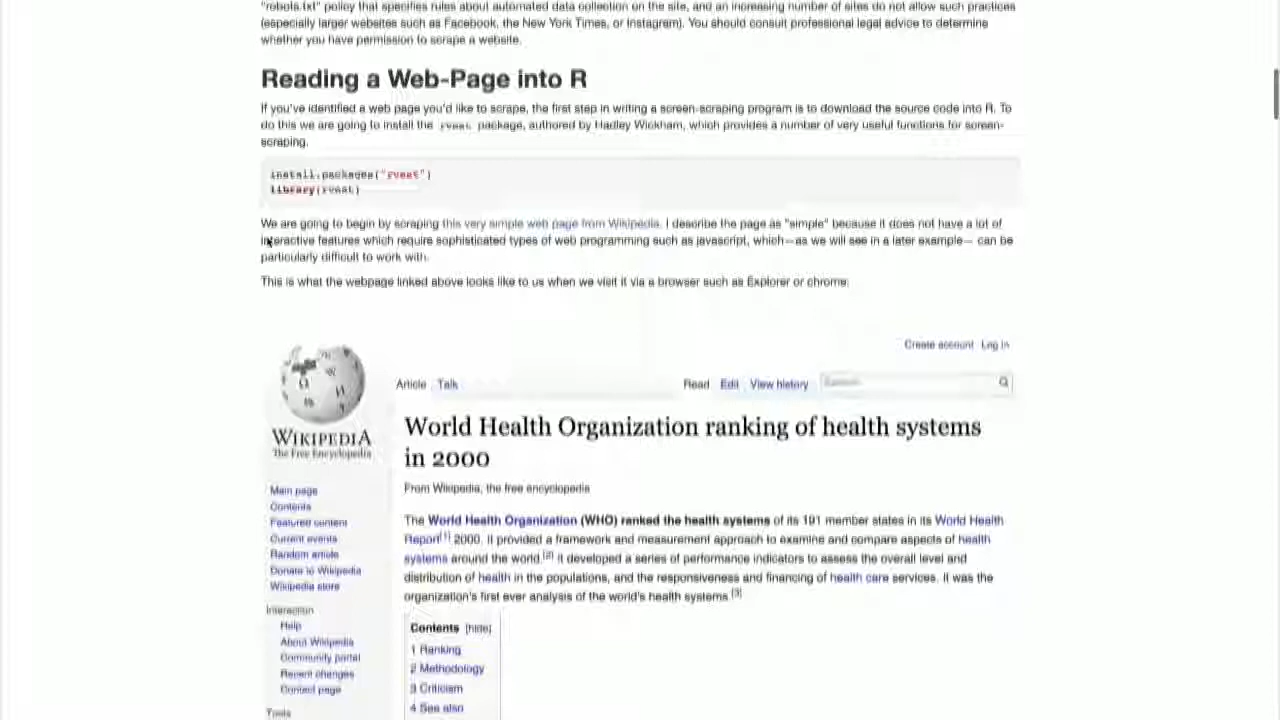 "robots.txt" policy that specifies rules about automated data collection on the site, and an increasing number of sites do not allow such practices
(especially larger websites such as Facebook, the New York Times, or Instagram). You should consult professional legal advice to determine
whether you have permission to scrape a website.
Reading a Web-Page into R
If you've identified a web page you'd like to scrape, the first step in writing a screen-scraping program is to download the source code into R. To
do this we are going to install the rvest package, authored by Hadley Wickham, which provides a number of very useful functions for screen-
scraping.
install.packages("rvest")
library(rvest)
We are going to begin by scraping this very simple web page from Wikipedia. I describe the page as "simple" because it does not have a lot of
interactive features which require sophisticated types of web programming such as javascript, which—as we will see in a later example— can be
particularly difficult to work with.
This is what the webpage linked above looks like to us when we visit it via a browser such as Explorer or chrome:
Create account Log in
Article Talk Read Edit View history Search
WIKIPEDIA
The Free Encyclopedia
World Health Organization ranking of health systems
in 2000
From Wikipedia, the free encyclopedia
The World Health Organization (WHO) ranked the health systems of its 191 member states in its World Health
Report[1] 2000. It provided a framework and measurement approach to examine and compare aspects of health
systems around the world.[2] It developed a series of performance indicators to assess the overall level and
distribution of health in the populations, and the responsiveness and financing of health care services. It was the
organization's first ever analysis of the world's health systems.[3]
Main page
Contents
Featured content
Current events
Random article
Donate to Wikipedia
Wikipedia store
Interaction
Help
About Wikipedia
Community portal
Recent changes
Contact page
Tools
Contents [hide]
1 Ranking
2 Methodology
3 Criticism
4 See also